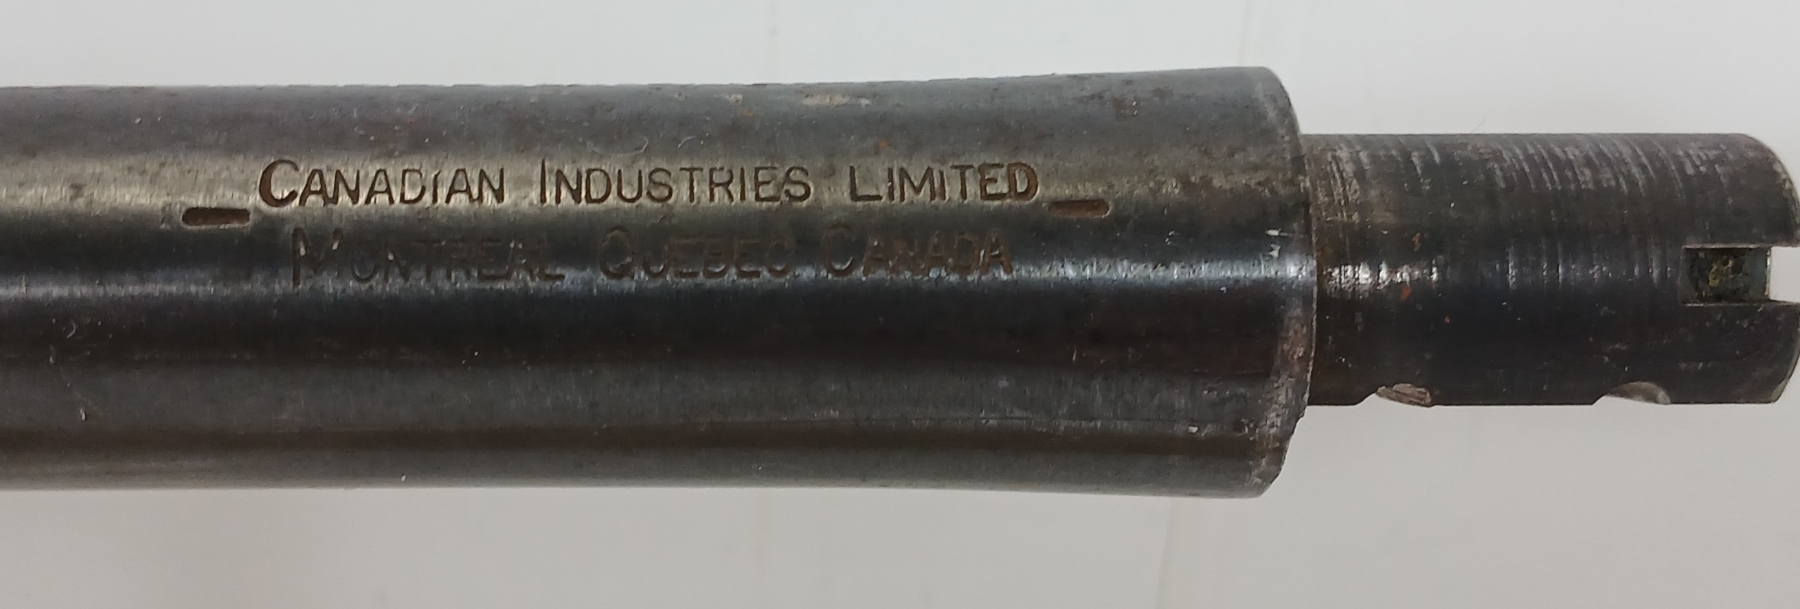 CANADIAN INDUSTRIES LIMITED
MONTREAL QUEBEC CANADA